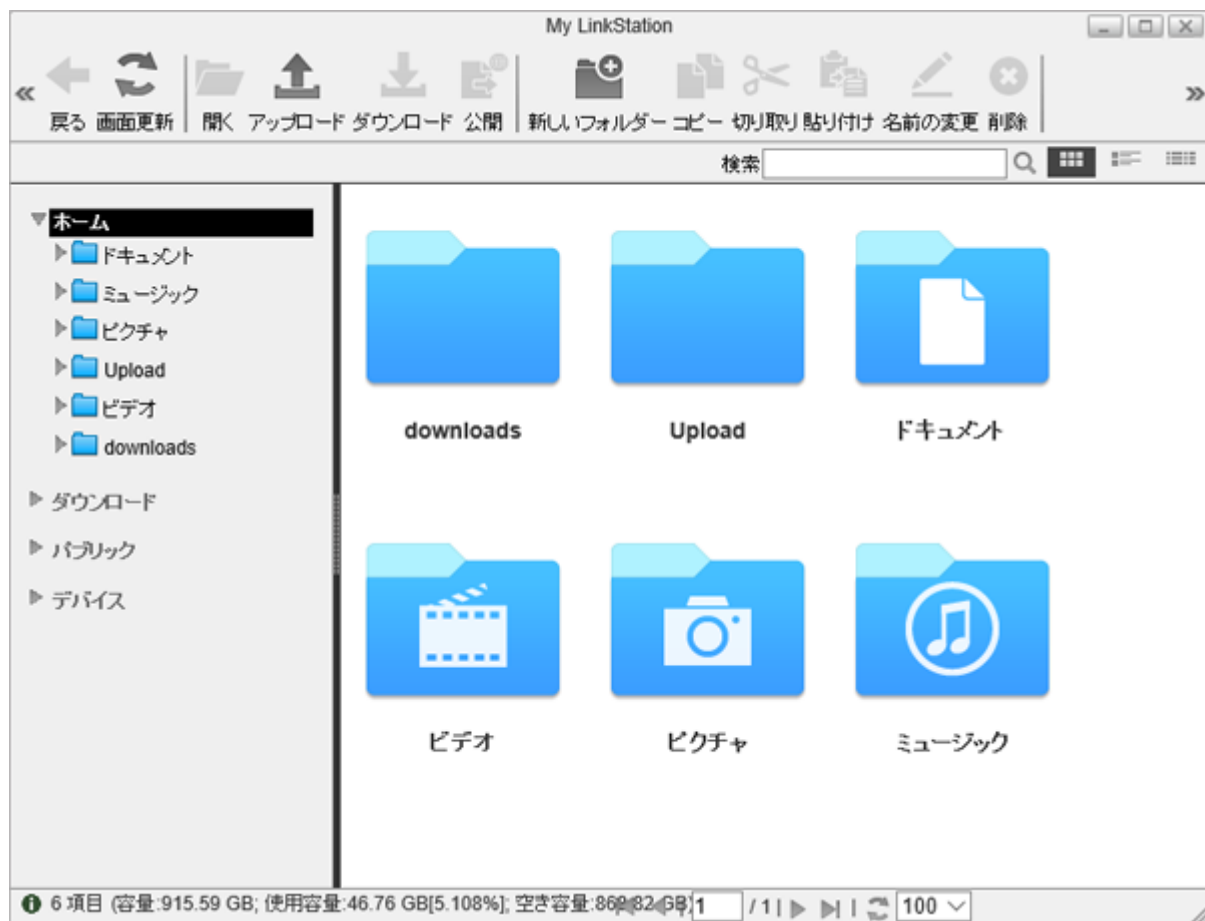 My LinkStation
戻る 画面更新 開く アップロード ダウンロード 公開 新しいフォルダー コピー 切り取り 貼り付け 名前の変更 削除
検索
ホーム
ドキュメント
ミュージック
ピクチャ
Upload
ビデオ
downloads
ダウンロード
パブリック
デバイス
downloads Upload ドキュメント
ビデオ ピクチャ ミュージック
6 項目 (容量:915.59 GB; 使用容量:46.76 GB[5.108%]; 空き容量:868.82 GB) 1 / 1 100